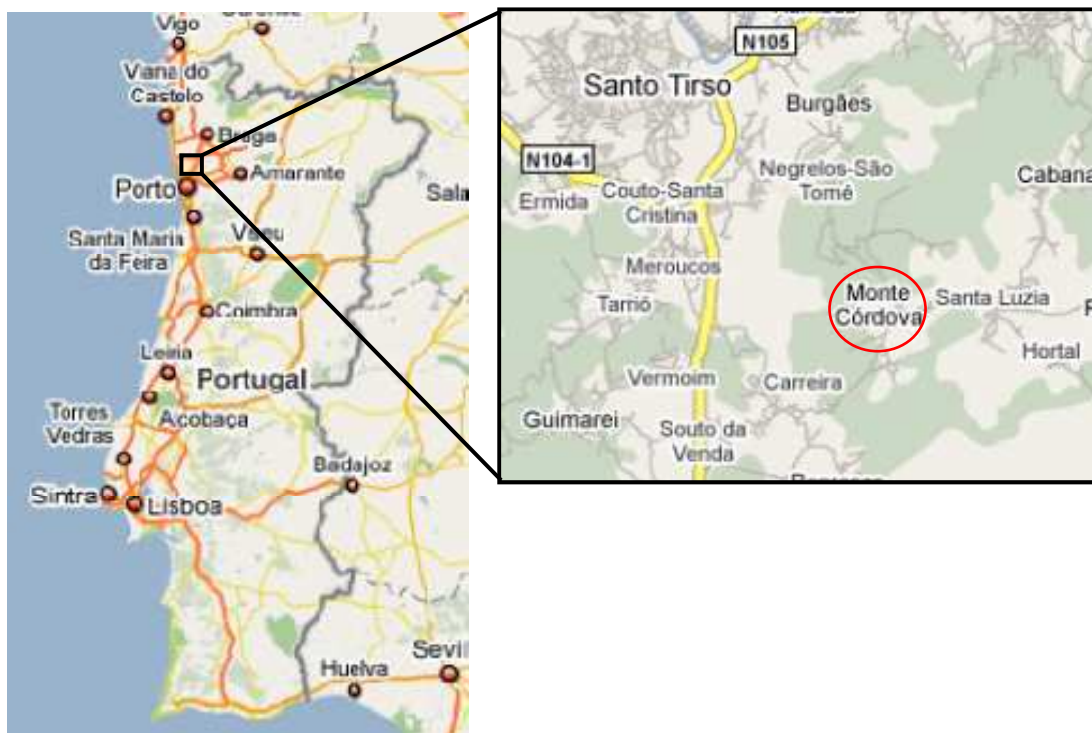 Vigo
Viana do
Castolo
Braga
Amarante
Porto
Sala
Santa Maria
da Feira
Viseu
Coimbra
Leiria
Portugal
Torres
Vedras
Acobaça
Badajoz
Sintra
Lisboa
Sevil
Huelva
N105
Santo Tirso
Burgães
N104-1
Negrelos-São
Tomé
Cabana
Ermida
Couto-Santa
Cristina
Meroucos
Tarrió
Monte
Córdova
Santa Luzia
Hortal
Vermoim
Carreira
Guimarei
Souto da
Venda